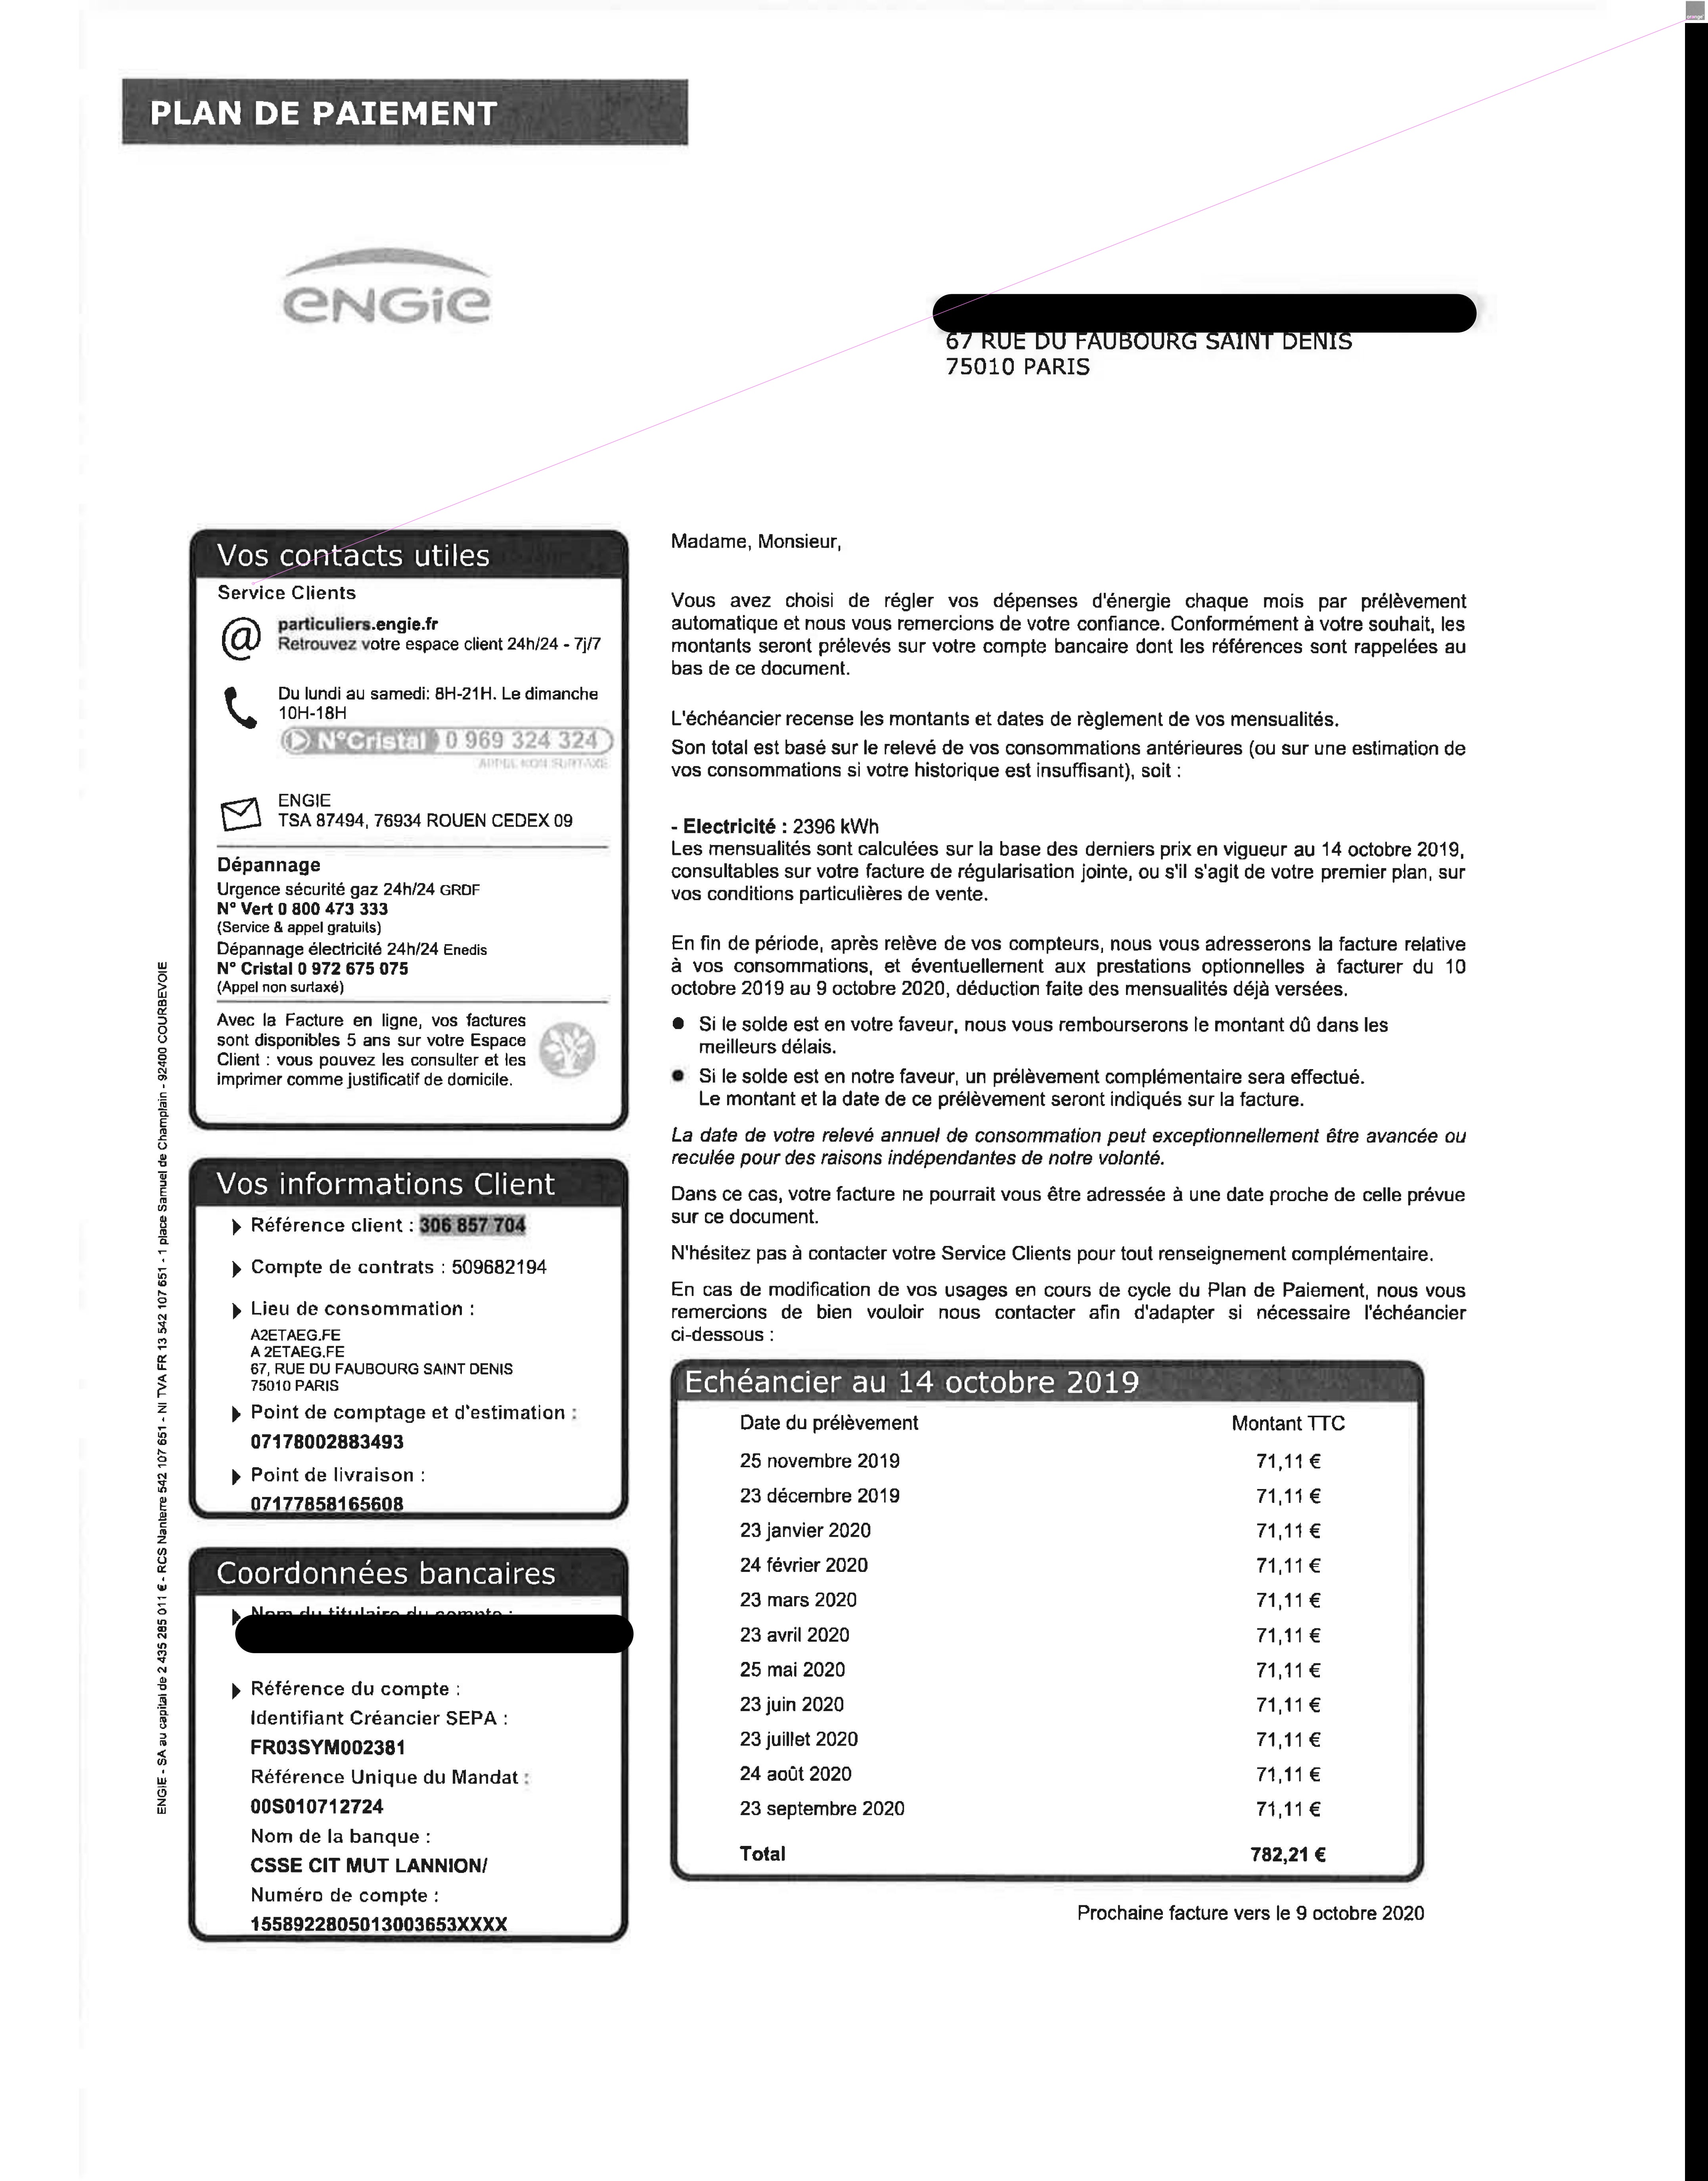 PLAN DE PAIEMENT
ENGIE
67 RUE DU FAUBOURG SAINT DENIS
75010 PARIS
Vos contacts utiles
Service Clients
@
particuliers.engie.fr
Retrouvez votre espace client 24h/24 - 7j/7
Du lundi au samedi: 8H-21H. Le dimanche
10H-18H
N°Cristal 0 969 324 324
APPEL NON SURTAXE
ENGIE
TSA 87494, 76934 ROUEN CEDEX 09
Dépannage
Urgence sécurité gaz 24h/24 GRDF
N° Vert 0 800 473 333
(Service & appel gratuits)
Dépannage électricité 24h/24 Enedis
N° Cristal 0 972 675 075
(Appel non surtaxé)
Avec la Facture en ligne, vos factures
sont disponibles 5 ans sur votre Espace
Client : vous pouvez les consulter et les
imprimer comme justificatif de domicile.
Vos informations Client
Référence client : 306 857 704
Compte de contrats : 509682194
Lieu de consommation :
A2ETAEG.FE
A 2ETAEG.FE
67, RUE DU FAUBOURG SAINT DENIS
75010 PARIS
Point de comptage et d'estimation :
07178002883493
Point de livraison :
07177858165608
Coordonnées bancaires
Nom du titulaire du compte :
Référence du compte :
Identifiant Créancier SEPA :
FR03SYM002381
Référence Unique du Mandat :
00S010712724
Nom de la banque :
CSSE CIT MUT LANNION/
Numéro de compte :
1558922805013003653XXXX
ENGIE - SA au capital de 2 435 285 011 € - RCS Nanterre 542 107 651 - NI TVA FR 13 542 107 651 - 1 place Samuel de Champlain - 92400 COURBEVOIE
Madame, Monsieur,
Vous avez choisi de régler vos dépenses d'énergie chaque mois par prélèvement
automatique et nous vous remercions de votre confiance. Conformément à votre souhait, les
montants seront prélevés sur votre compte bancaire dont les références sont rappelées au
bas de ce document.
L'échéancier recense les montants et dates de règlement de vos mensualités.
Son total est basé sur le relevé de vos consommations antérieures (ou sur une estimation de
vos consommations si votre historique est insuffisant), soit :
- Electricité : 2396 kWh
Les mensualités sont calculées sur la base des derniers prix en vigueur au 14 octobre 2019,
consultables sur votre facture de régularisation jointe, ou s'il s'agit de votre premier plan, sur
vos conditions particulières de vente.
En fin de période, après relève de vos compteurs, nous vous adresserons la facture relative
à vos consommations, et éventuellement aux prestations optionnelles à facturer du 10
octobre 2019 au 9 octobre 2020, déduction faite des mensualités déjà versées.
● Si le solde est en votre faveur, nous vous rembourserons le montant dû dans les
meilleurs délais.
● Si le solde est en notre faveur, un prélèvement complémentaire sera effectué.
Le montant et la date de ce prélèvement seront indiqués sur la facture.
La date de votre relevé annuel de consommation peut exceptionnellement être avancée ou
reculée pour des raisons indépendantes de notre volonté.
Dans ce cas, votre facture ne pourrait vous être adressée à une date proche de celle prévue
sur ce document.
N'hésitez pas à contacter votre Service Clients pour tout renseignement complémentaire.
En cas de modification de vos usages en cours de cycle du Plan de Paiement, nous vous
remercions de bien vouloir nous contacter afin d'adapter si nécessaire l'échéancier
ci-dessous :
Echéancier au 14 octobre 2019
Date du prélèvement Montant TTC
25 novembre 2019 71,11 €
23 décembre 2019 71,11 €
23 janvier 2020 71,11 €
24 février 2020 71,11 €
23 mars 2020 71,11 €
23 avril 2020 71,11 €
25 mai 2020 71,11 €
23 juin 2020 71,11 €
23 juillet 2020 71,11 €
24 août 2020 71,11 €
23 septembre 2020 71,11 €
Total 782,21 €
Prochaine facture vers le 9 octobre 2020